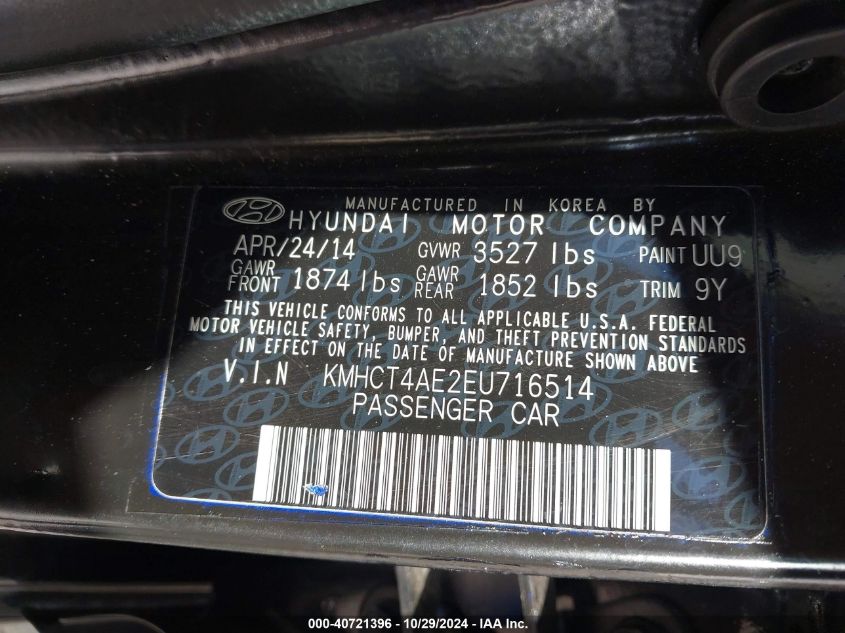 MANUFACTURED IN KOREA BY
HYUNDAI MOTOR COMPANY
APR/24/14 GVWR 3527 lbs PAINT UU9
GAWR FRONT 1874 lbs GAWR REAR 1852 lbs TRIM 9Y
THIS VEHICLE CONFORMS TO ALL APPLICABLE U.S.A. FEDERAL
MOTOR VEHICLE SAFETY, BUMPER, AND THEFT PREVENTION STANDARDS
IN EFFECT ON THE DATE OF MANUFACTURE SHOWN ABOVE
V.I.N KMHCT4AE2EU716514
PASSENGER CAR
000-40721396 - 10/29/2024 - IAA Inc.